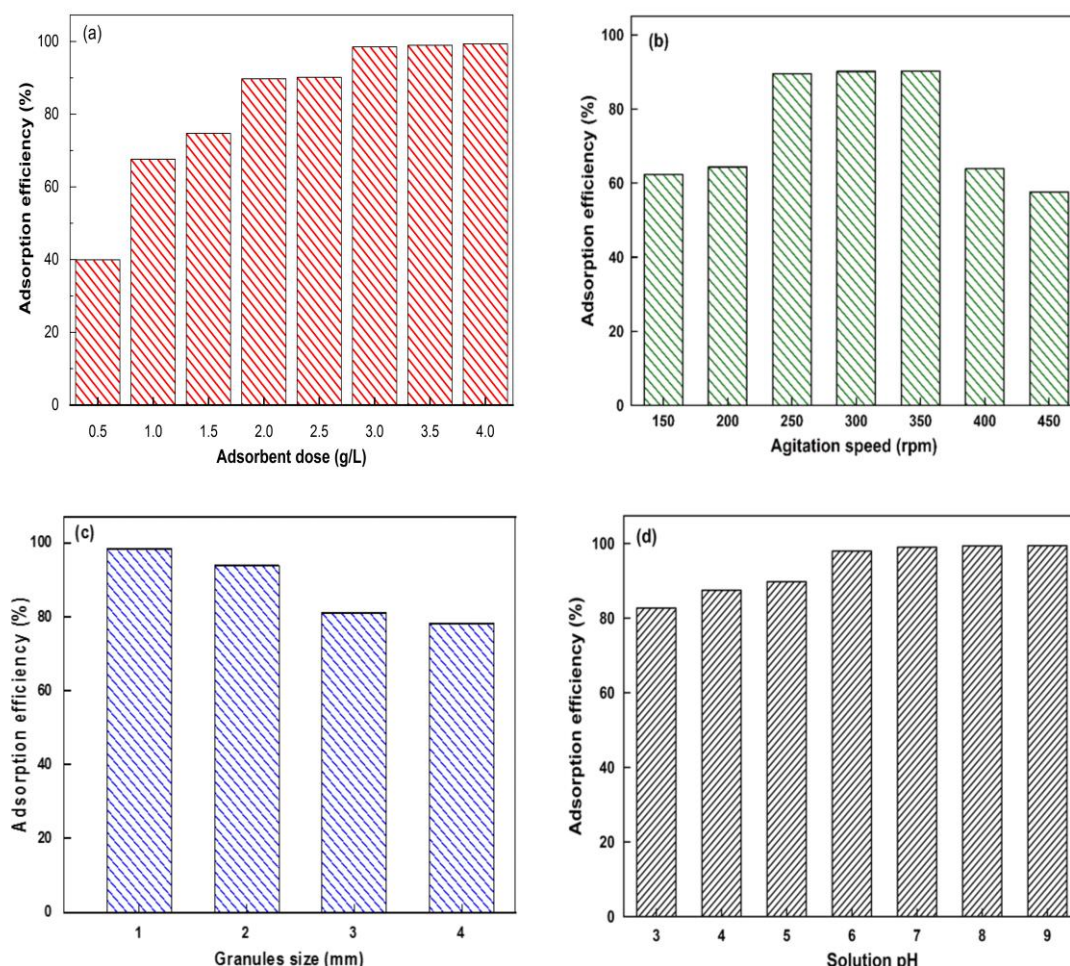 (a)
Adsorption efficiency (%)
100
80
60
40
20
0
0.5 1.0 1.5 2.0 2.5 3.0 3.5 4.0
Adsorbent dose (g/L)
(b)
Adsorption efficiency (%)
100
80
60
40
20
0
150 200 250 300 350 400 450
Agitation speed (rpm)
(c)
Adsorption efficiency (%)
100
80
60
40
20
0
1 2 3 4
Granules size (mm)
(d)
Adsorption efficiency (%)
100
80
60
40
20
0
3 4 5 6 7 8 9
Solution pH